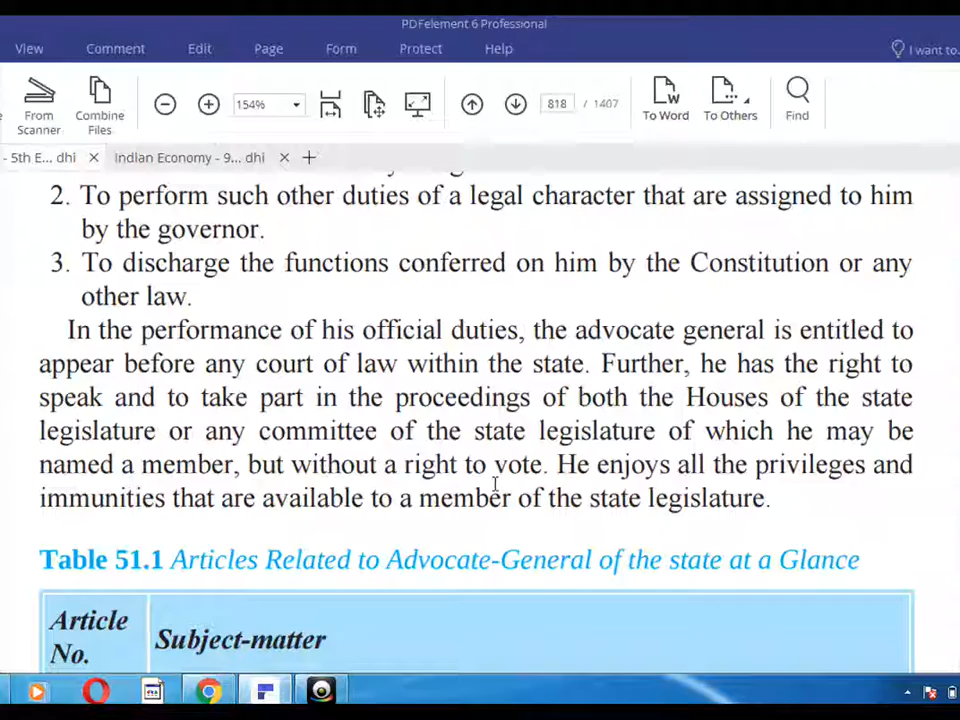 PDFelement 6 Professional
View Comment Edit Page Form Protect Help I want to.
From Scanner
Combine Files
154%
818 / 1407
To Word To Others Find
- 5th E... dhi × Indian Economy - 9... dhi × +
2. To perform such other duties of a legal character that are assigned to him
by the governor.
3. To discharge the functions conferred on him by the Constitution or any
other law.
In the performance of his official duties, the advocate general is entitled to
appear before any court of law within the state. Further, he has the right to
speak and to take part in the proceedings of both the Houses of the state
legislature or any committee of the state legislature of which he may be
named a member, but without a right to vote. He enjoys all the privileges and
immunities that are available to a member of the state legislature.
Table 51.1 Articles Related to Advocate-General of the state at a Glance
Article
No.
Subject-matter